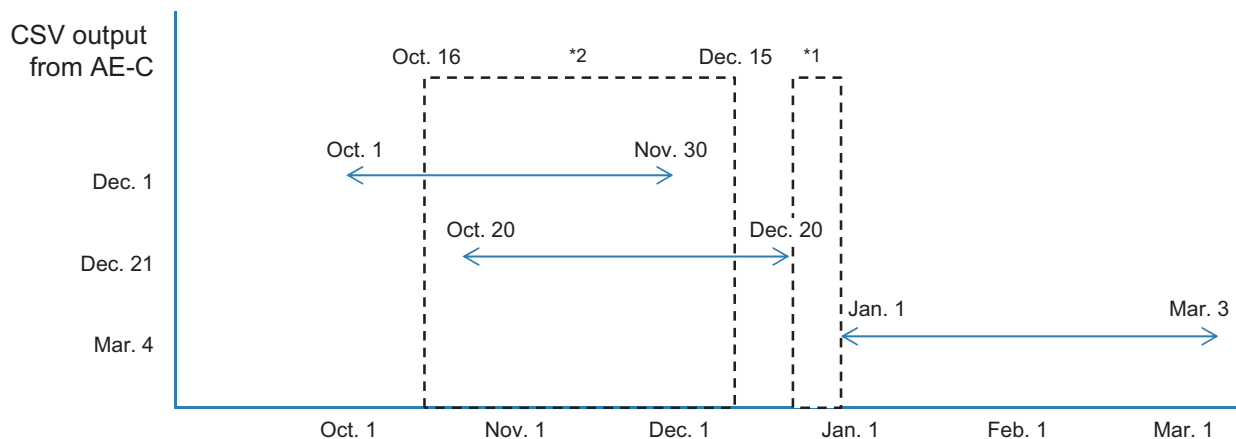 CSV output
from AE-C
Oct. 16 *2 Dec. 15 *1
Oct. 1 Nov. 30
Dec. 1
Oct. 20 Dec. 20
Dec. 21
Jan. 1 Mar. 3
Mar. 4
Oct. 1 Nov. 1 Dec. 1 Jan. 1 Feb. 1 Mar. 1